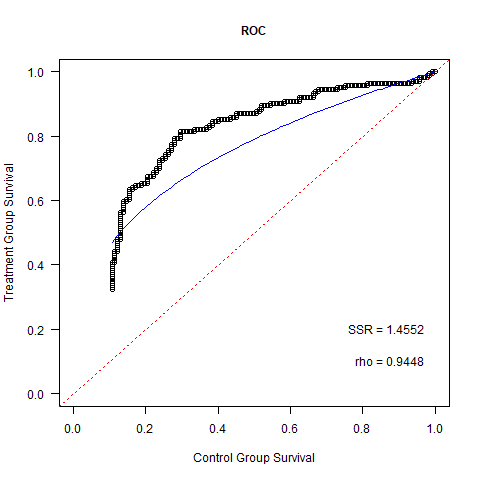 ROC
Treatment Group Survival
1.0
0.8
0.6
0.4
0.2
0.0
SSR = 1.4552
rho = 0.9448
0.0 0.2 0.4 0.6 0.8 1.0
Control Group Survival